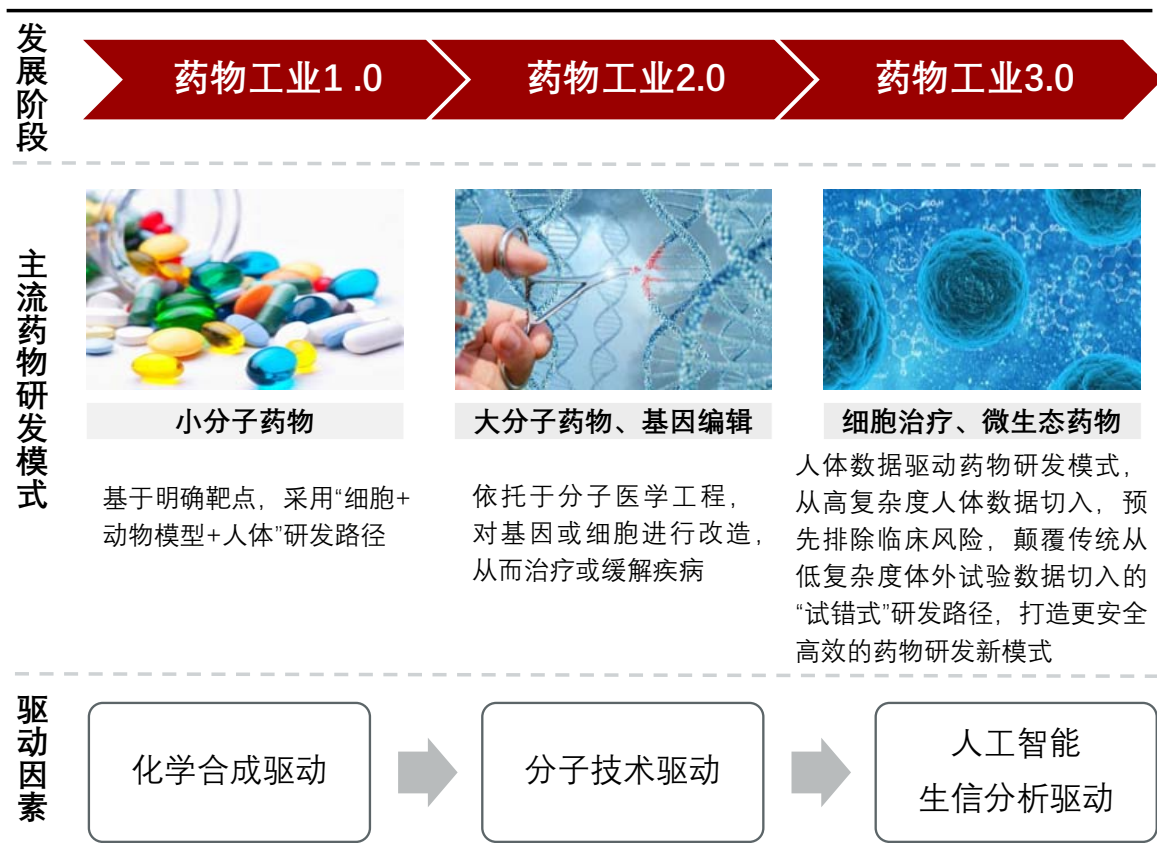 发展阶段
药物工业1 .0
药物工业2.0
药物工业3.0
主流药物研发模式
小分子药物
基于明确靶点，采用“细胞+
动物模型+人体”研发路径
大分子药物、基因编辑
依托于分子医学工程，
对基因或细胞进行改造，
从而治疗或缓解疾病
细胞治疗、微生态药物
人体数据驱动药物研发模式，
从高复杂度人体数据切入，预
先排除临床风险，颠覆传统从
低复杂度体外试验数据切入的
“试错式”研发路径，打造更安全
高效的药物研发新模式
驱动因素
化学合成驱动
分子技术驱动
人工智能
生信分析驱动